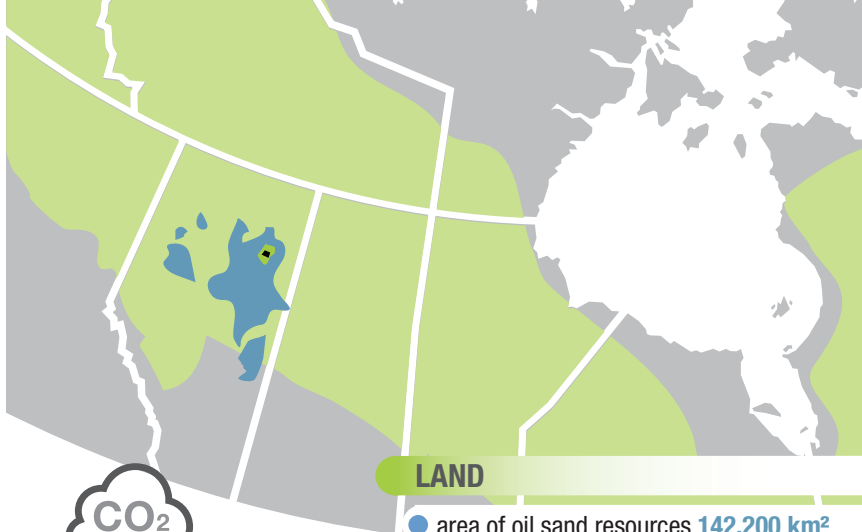 LAND
CO₂
area of oil sand resources 142,200 km²